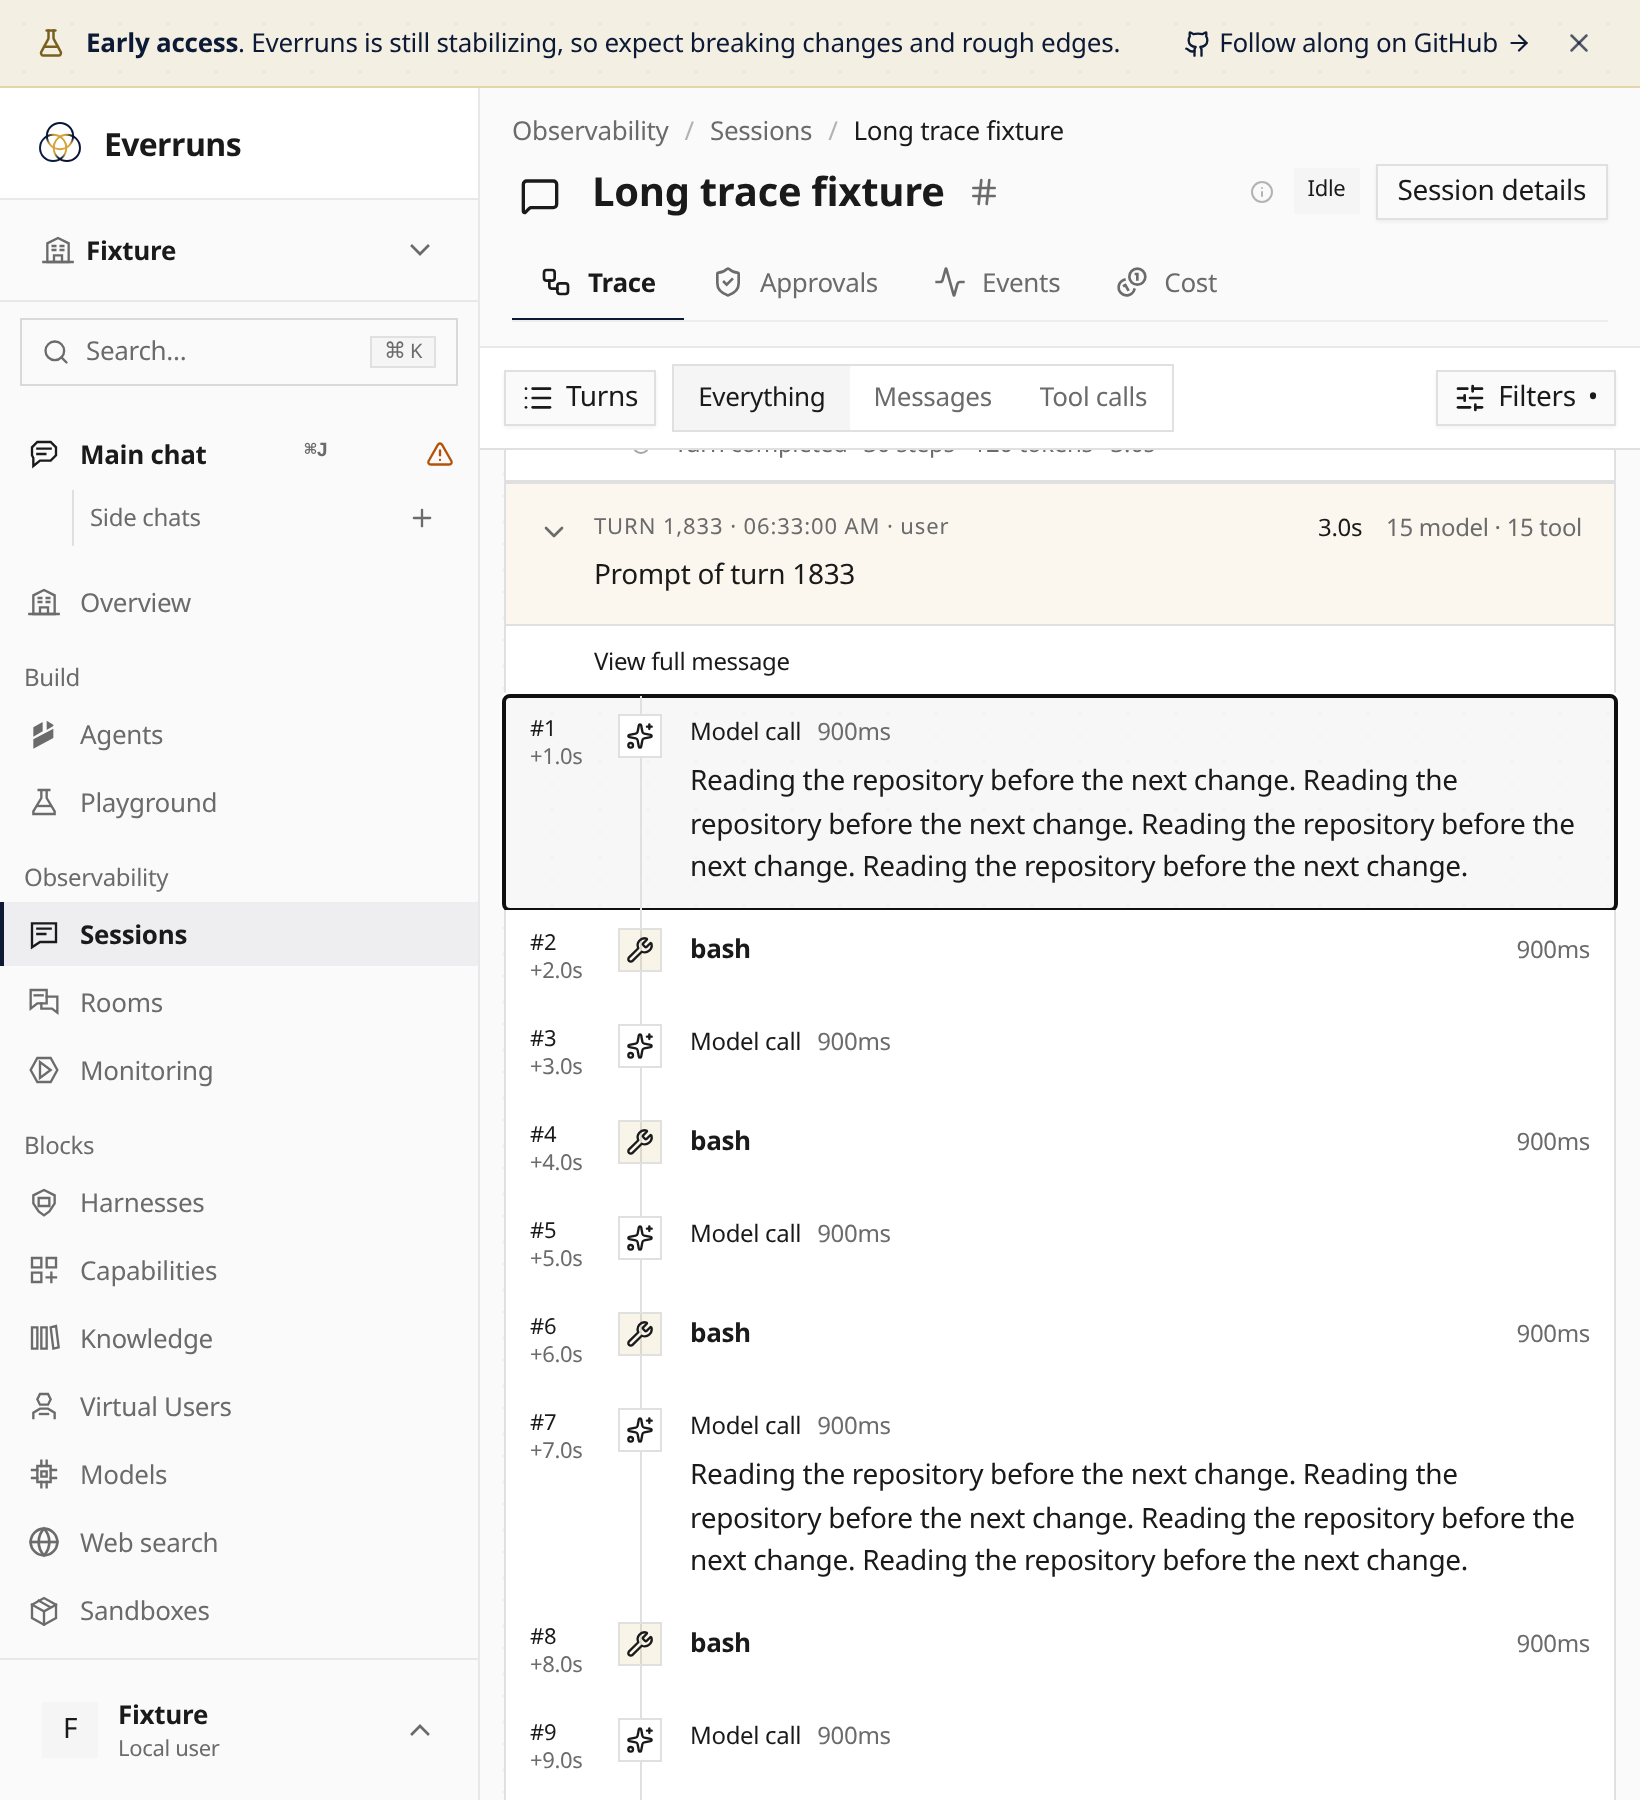 Early access. Everruns is still stabilizing, so expect breaking changes and rough edges.
Follow along on GitHub →
Everruns
Fixture
Search...
⌘ K
Main chat
⌘J
Side chats
Overview
Build
Agents
Playground
Observability
Sessions
Rooms
Monitoring
Blocks
Harnesses
Capabilities
Knowledge
Virtual Users
Models
Web search
Sandboxes
F
Fixture
Local user
Observability / Sessions / Long trace fixture
Long trace fixture #
Idle
Session details
Trace
Approvals
Events
Cost
Turns
Everything
Messages
Tool calls
Filters •
TURN 1,833 · 06:33:00 AM · user
3.0s
15 model · 15 tool
Prompt of turn 1833
View full message
#1
+1.0s
Model call 900ms
Reading the repository before the next change. Reading the
repository before the next change. Reading the repository before the
next change. Reading the repository before the next change.
#2
+2.0s
bash
900ms
#3
+3.0s
Model call 900ms
#4
+4.0s
bash
900ms
#5
+5.0s
Model call 900ms
#6
+6.0s
bash
900ms
#7
+7.0s
Model call 900ms
Reading the repository before the next change. Reading the
repository before the next change. Reading the repository before the
next change. Reading the repository before the next change.
#8
+8.0s
bash
900ms
#9
+9.0s
Model call 900ms